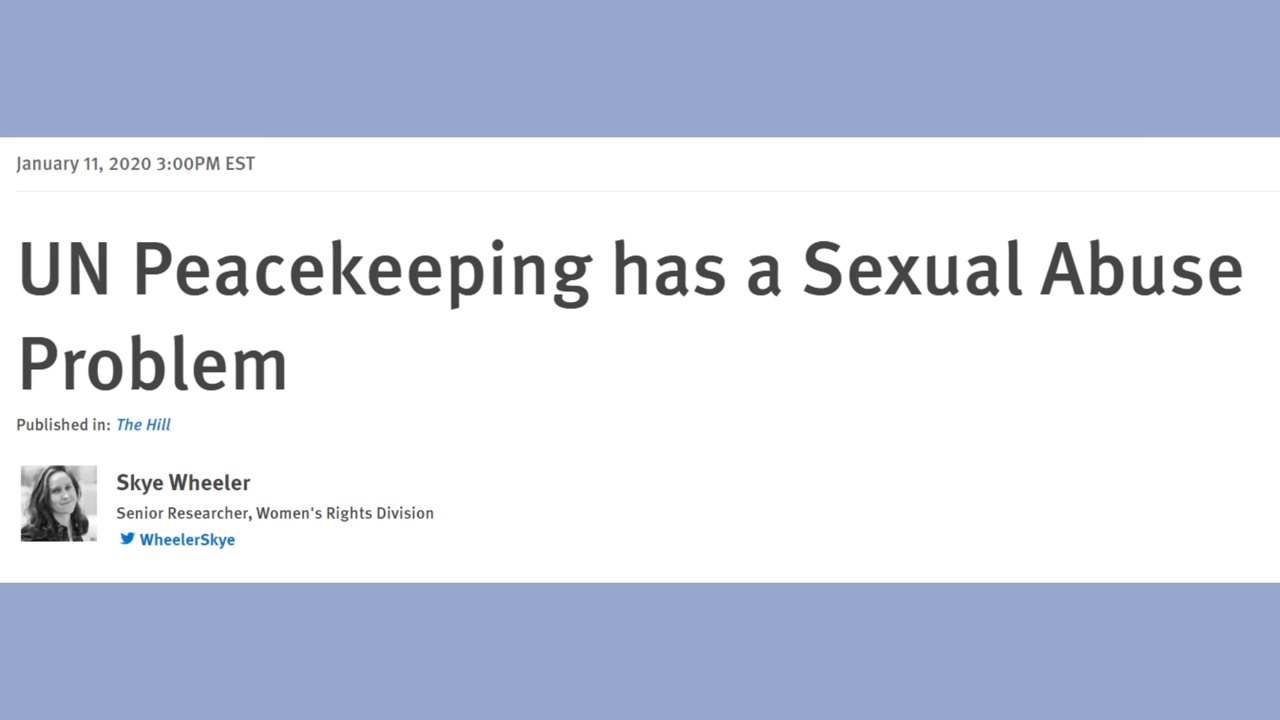 January 11, 2020 3:00PM EST
UN Peacekeeping has a Sexual Abuse
Problem
Published in: The Hill
Skye Wheeler
Senior Researcher, Women's Rights Division
WheelerSkye